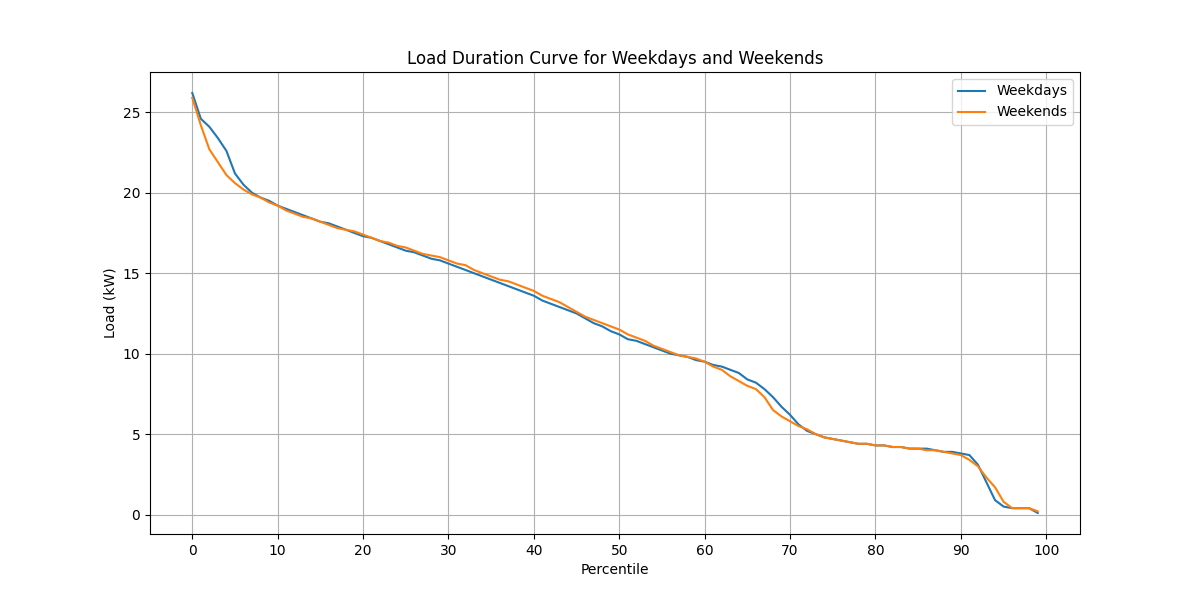 Load Duration Curve for Weekdays and Weekends
Weekdays
Weekends
25
20
15
10
5
0
Load (kW)
0 10 20 30 40 50 60 70 80 90 100
Percentile